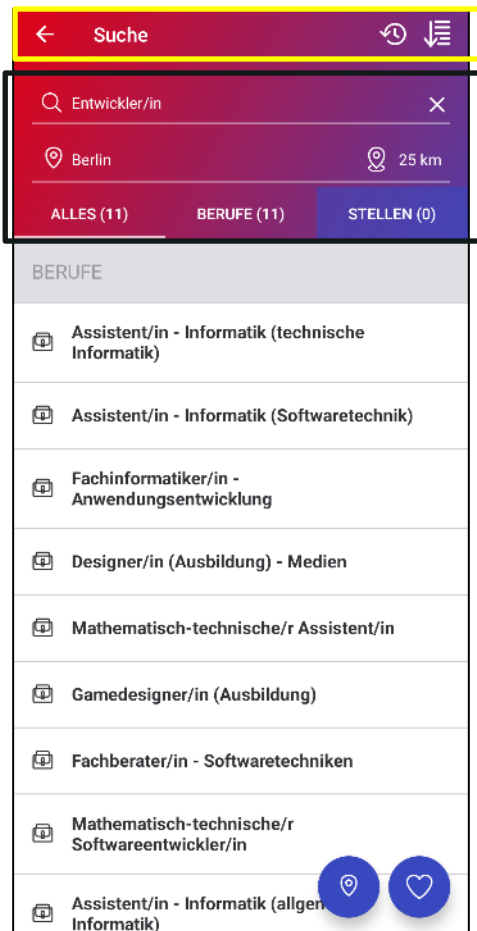 Suche
Entwickler/in
Berlin
25 km
ALLES (11)
BERUFE (11)
STELLEN (0)
BERUFE
Assistent/in - Informatik (technische
Informatik)
Assistent/in - Informatik (Softwaretechnik)
Fachinformatiker/in -
Anwendungsentwicklung
Designer/in (Ausbildung) - Medien
Mathematisch-technische/r Assistent/in
Gamedesigner/in (Ausbildung)
Fachberater/in - Softwaretechniken
Mathematisch-technische/r
Softwareentwickler/in
Assistent/in - Informatik
Informatik)